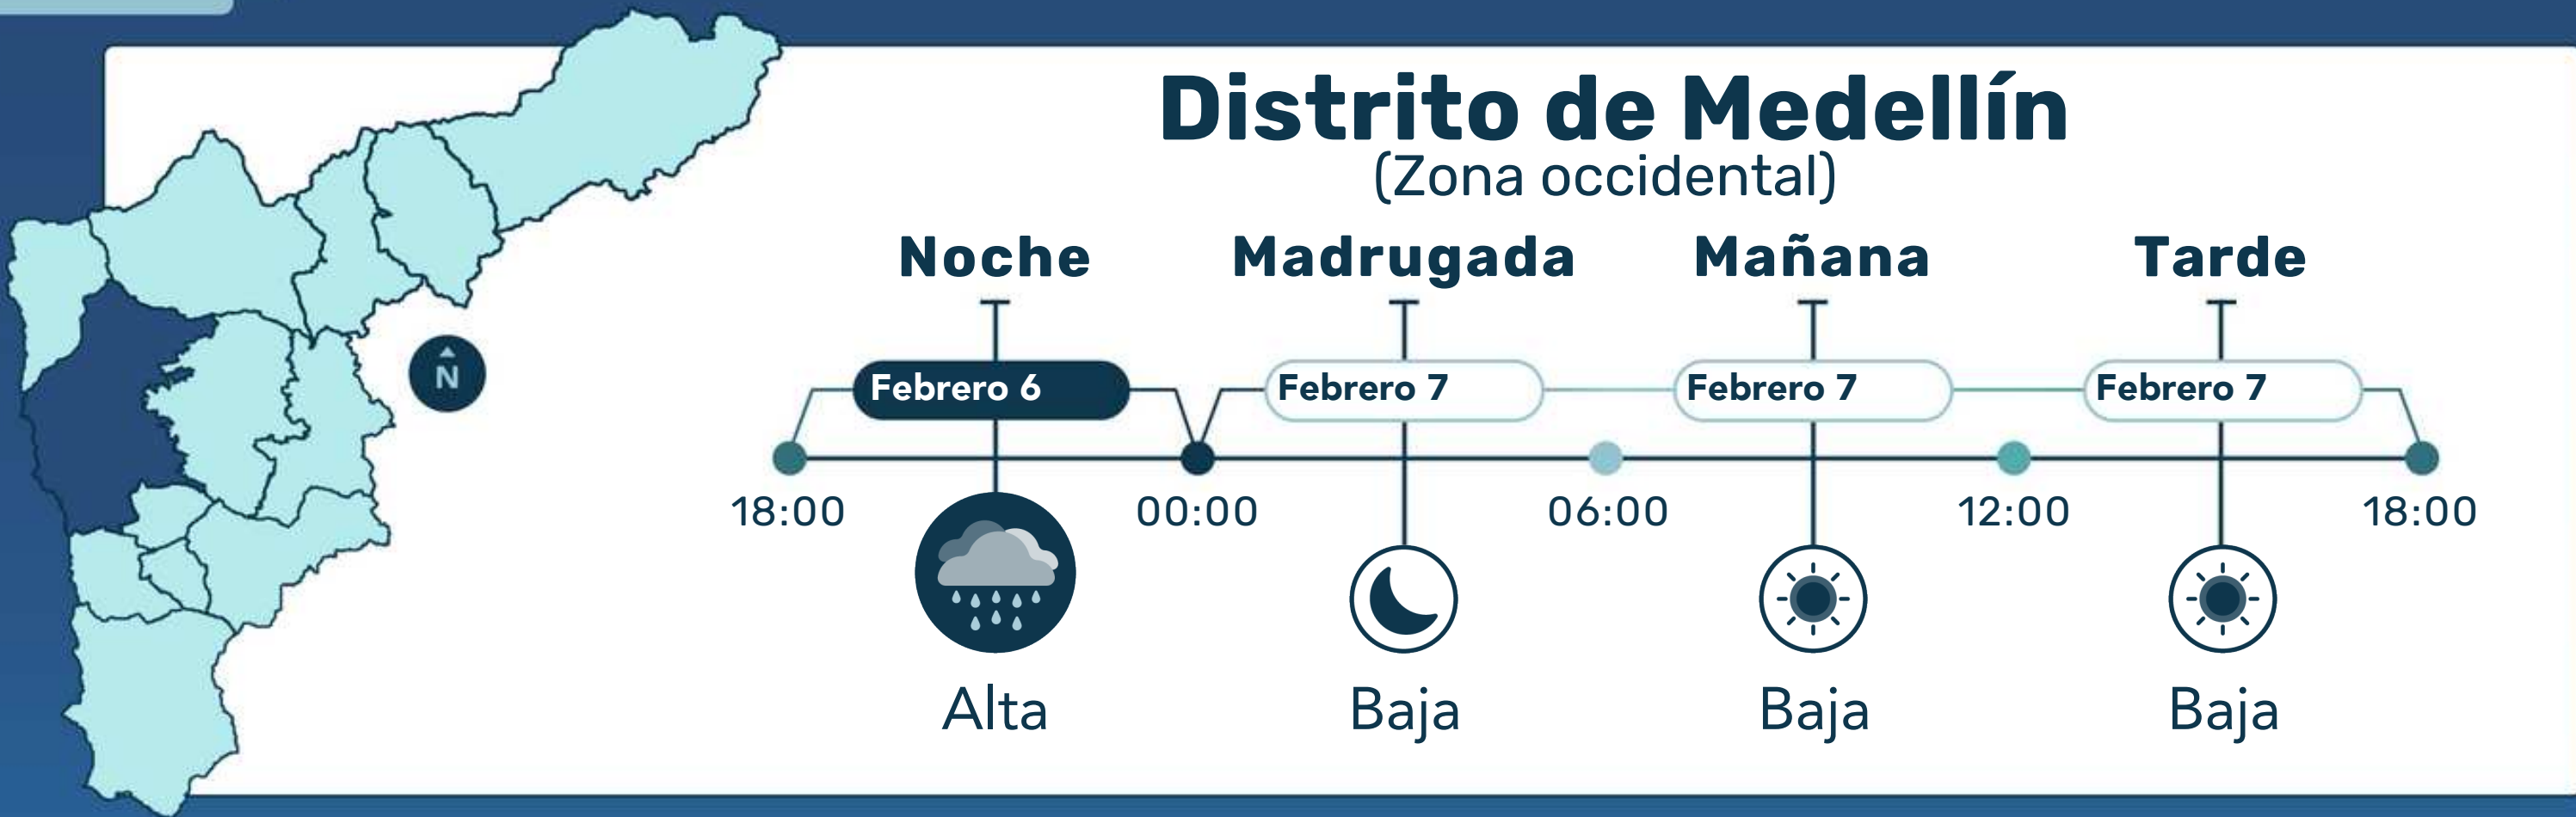 Distrito de Medellín
(Zona occidental)
Noche Madrugada Mañana Tarde
Febrero 6 Febrero 7 Febrero 7 Febrero 7
N
18:00 00:00 06:00 12:00 18:00
Alta Baja Baja Baja